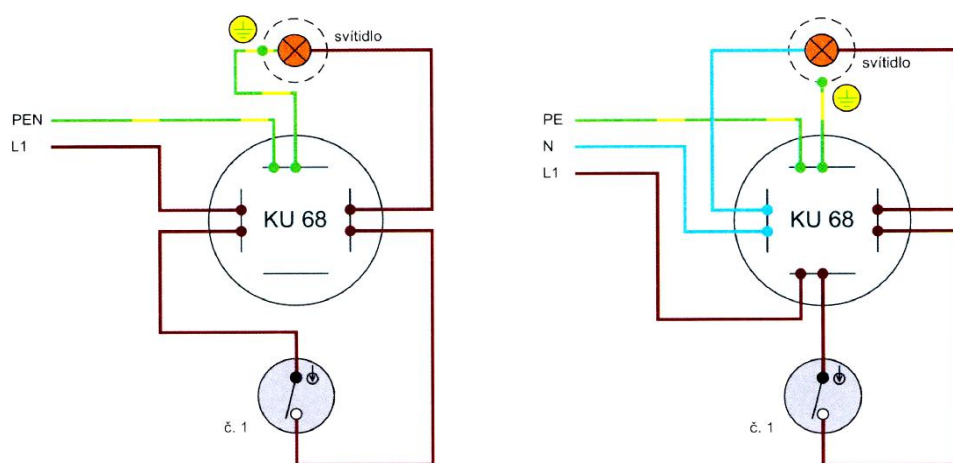 svítidlo
PEN
L1
KU 68
č. 1
svítidlo
PE
N
L1
KU 68
č. 1